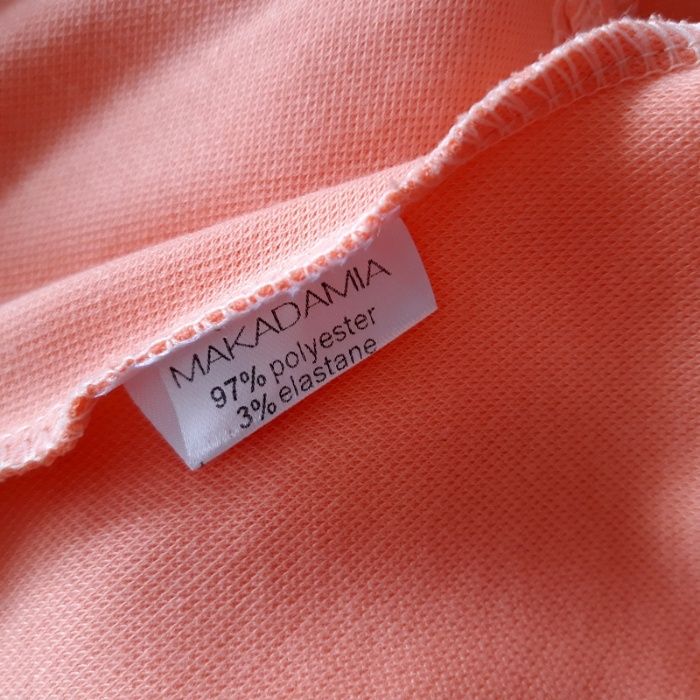 MAKADAMIA
97% polyester
3% elastane